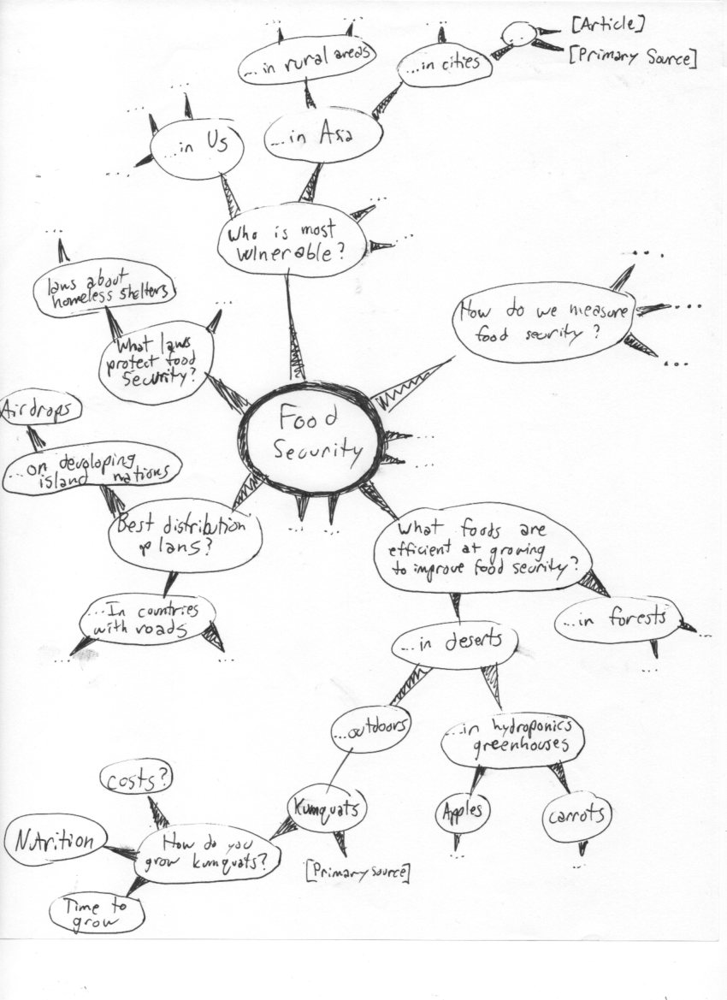 [Article]
[Primary Source]
...
...in rural areas
...in cities
...in Us
...in Asia
Who is most
vulnerable?
...
laws about
homeless shelters
...
What laws
protect food
Security?
How do we measure
food security?
...
...
...
Airdrops
Food
Security
...on developing
island nations
Best distribution
plans?
What foods are
efficient at growing
to improve food security?
...In countries
with roads
...
...
...in deserts
...in forests
...
...
...outdoors
...in hydroponics
greenhouses
costs?
Kumquats
Apples
carrots
Nutrition
How do you
grow kumquats?
...
...
[Primary source]
Time to
grow